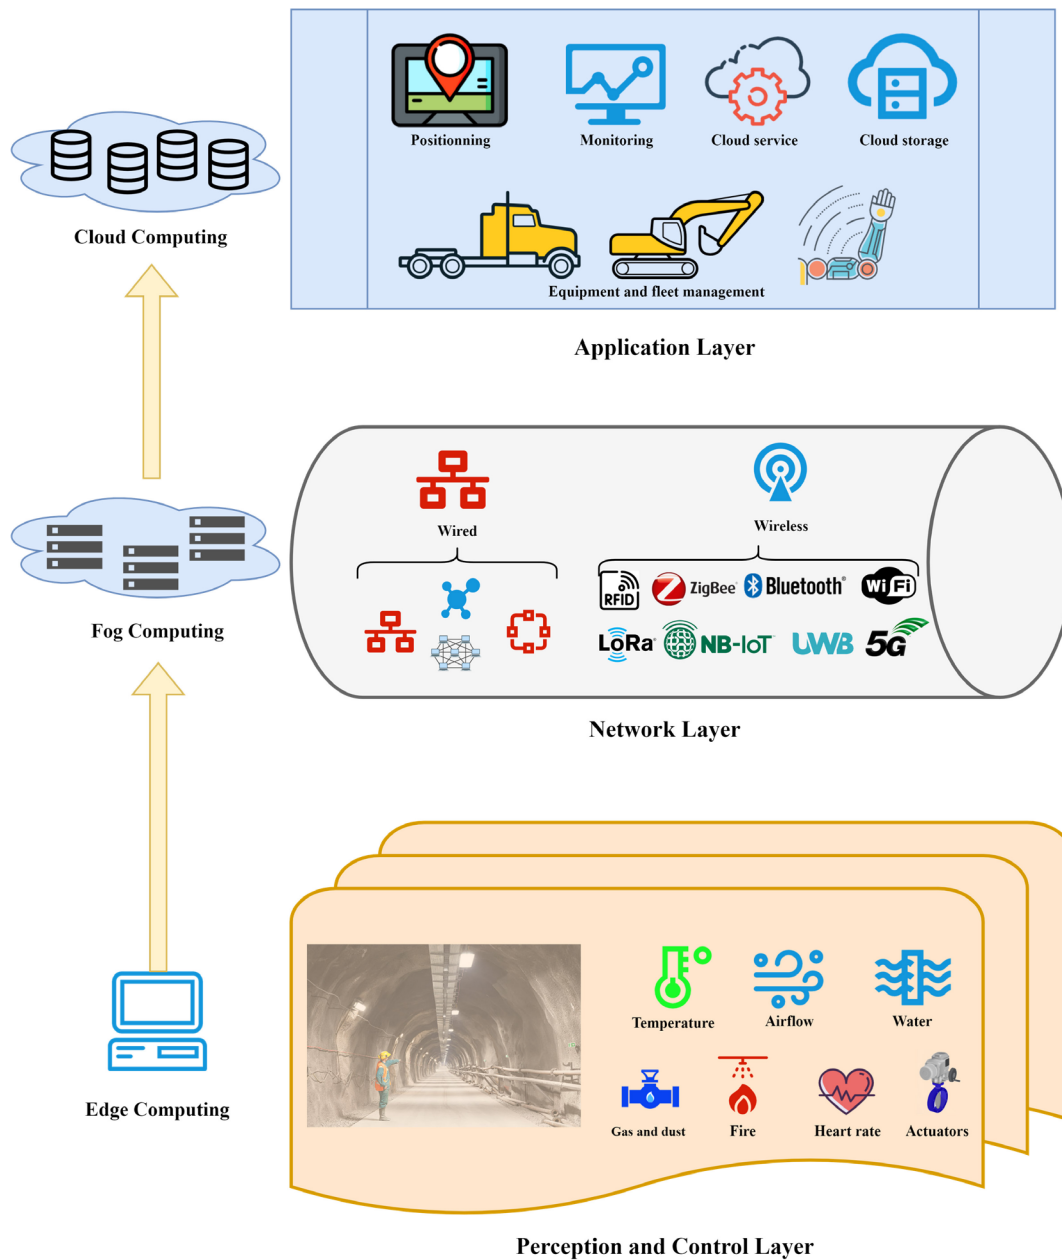 Positionning
Monitoring
Cloud service
Cloud storage
Cloud Computing
Equipment and fleet management
Application Layer
Wired
Wireless
RFID
ZigBee®
Bluetooth®
WiFi
LoRa®
NB-IoT
UWB
5G
Fog Computing
Network Layer
Temperature
Airflow
Water
Edge Computing
Gas and dust
Fire
Heart rate
Actuators
Perception and Control Layer